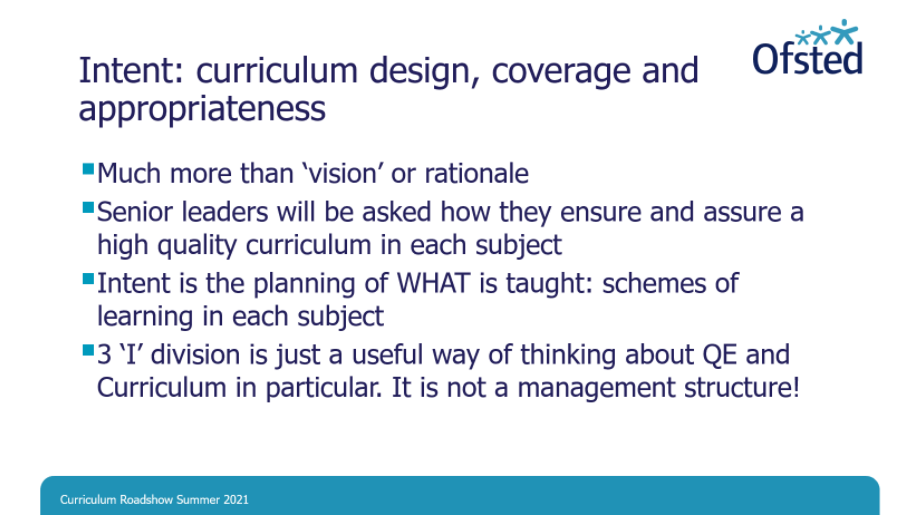 Ofsted
Intent: curriculum design, coverage and
appropriateness
▪Much more than ‘vision’ or rationale
▪Senior leaders will be asked how they ensure and assure a
high quality curriculum in each subject
▪Intent is the planning of WHAT is taught: schemes of
learning in each subject
▪3 ‘I’ division is just a useful way of thinking about QE and
Curriculum in particular. It is not a management structure!
Curriculum Roadshow Summer 2021